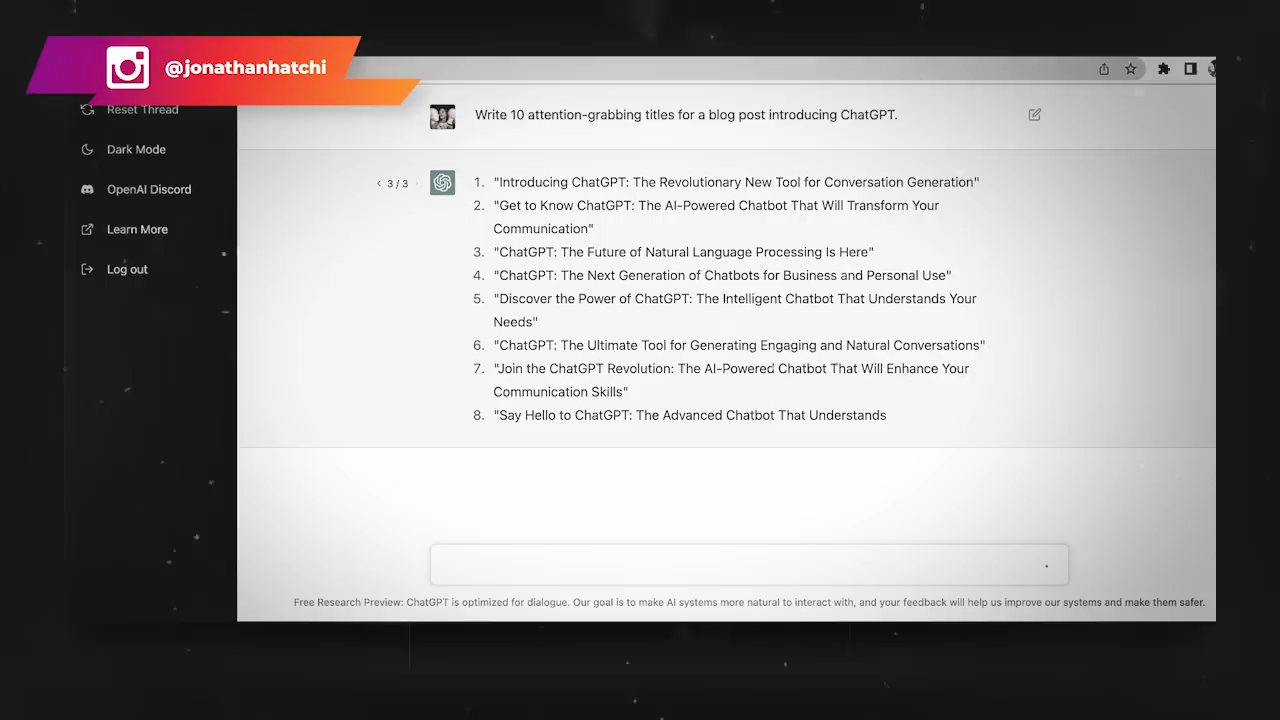 @jonathanhatchi
Reset Thread
Dark Mode
OpenAI Discord
Learn More
Log out
Write 10 attention-grabbing titles for a blog post introducing ChatGPT.
< 3 / 3 >
1. "Introducing ChatGPT: The Revolutionary New Tool for Conversation Generation"
2. "Get to Know ChatGPT: The AI-Powered Chatbot That Will Transform Your
Communication"
3. "ChatGPT: The Future of Natural Language Processing Is Here"
4. "ChatGPT: The Next Generation of Chatbots for Business and Personal Use"
5. "Discover the Power of ChatGPT: The Intelligent Chatbot That Understands Your
Needs"
6. "ChatGPT: The Ultimate Tool for Generating Engaging and Natural Conversations"
7. "Join the ChatGPT Revolution: The AI-Powered Chatbot That Will Enhance Your
Communication Skills"
8. "Say Hello to ChatGPT: The Advanced Chatbot That Understands
Free Research Preview: ChatGPT is optimized for dialogue. Our goal is to make AI systems more natural to interact with, and your feedback will help us improve our systems and make them safer.